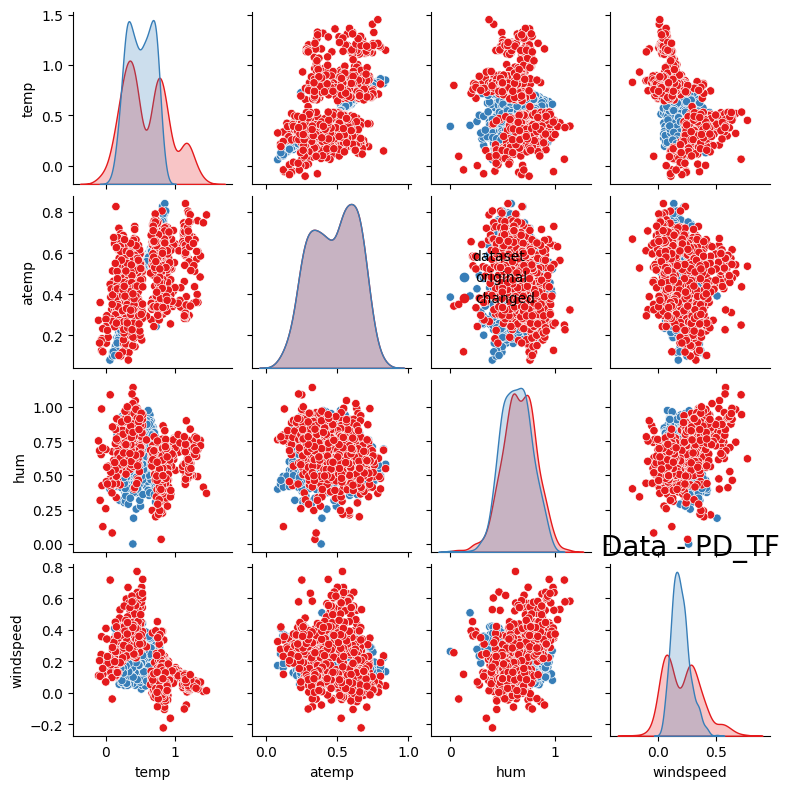 1.5
1.0
0.5
0.0
temp
0.8
0.6
0.4
0.2
atemp
dataset
original
changed
1.00
0.75
0.50
0.25
0.00
hum
Data - PD_TF
0.8
0.6
0.4
0.2
0.0
−0.2
windspeed
0 1 0.0 0.5 1.0 0 1 0.0 0.5
temp atemp hum windspeed